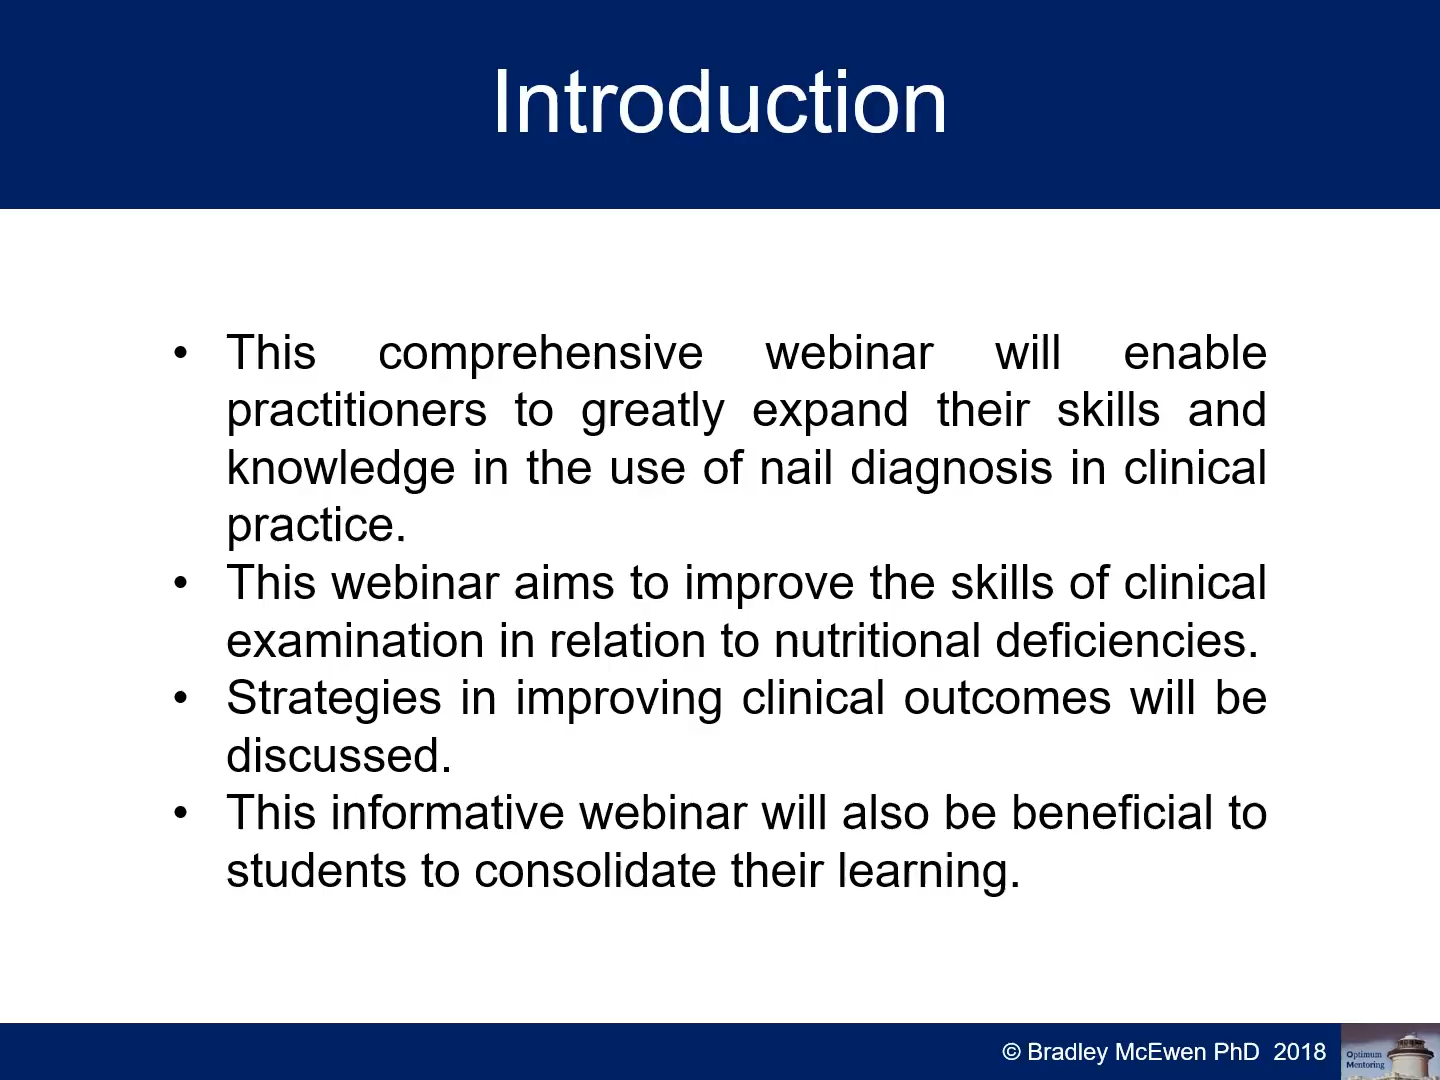 Introduction
• This comprehensive webinar will enable
practitioners to greatly expand their skills and
knowledge in the use of nail diagnosis in clinical
practice.
• This webinar aims to improve the skills of clinical
examination in relation to nutritional deficiencies.
• Strategies in improving clinical outcomes will be
discussed.
• This informative webinar will also be beneficial to
students to consolidate their learning.
© Bradley McEwen PhD 2018
Optimum
Mentoring